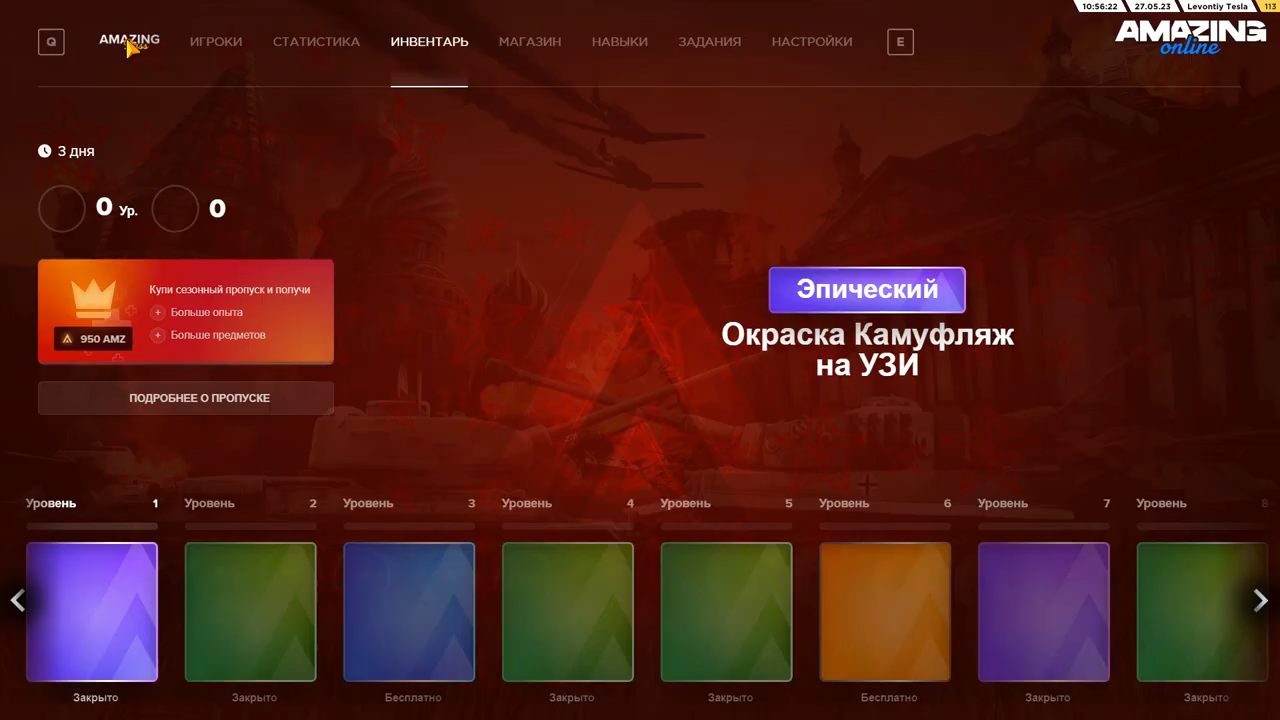 10:56:22 27.05.23 Levontiy Tesla 113
AMAZING
online
Q AMAZING ИГРОКИ СТАТИСТИКА ИНВЕНТАРЬ МАГАЗИН НАВЫКИ ЗАДАНИЯ НАСТРОЙКИ E
3 дня
0 Ур. 0
Купи сезонный пропуск и получи
+ Больше опыта
+ Больше предметов
950 AMZ
ПОДРОБНЕЕ О ПРОПУСКЕ
Эпический
Окраска Камуфляж
на УЗИ
Уровень 1 Уровень 2 Уровень 3 Уровень 4 Уровень 5 Уровень 6 Уровень 7 Уровень 8
Закрыто Закрыто Бесплатно Закрыто Закрыто Бесплатно Закрыто Закрыто